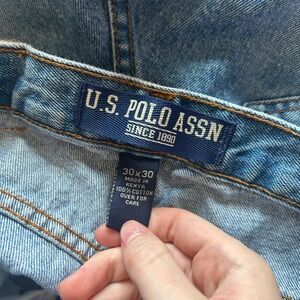 U.S. POLO ASSN.
SINCE 1890
30x30
MADE IN
KENYA
100% COTTON
OVER FOR
CARE